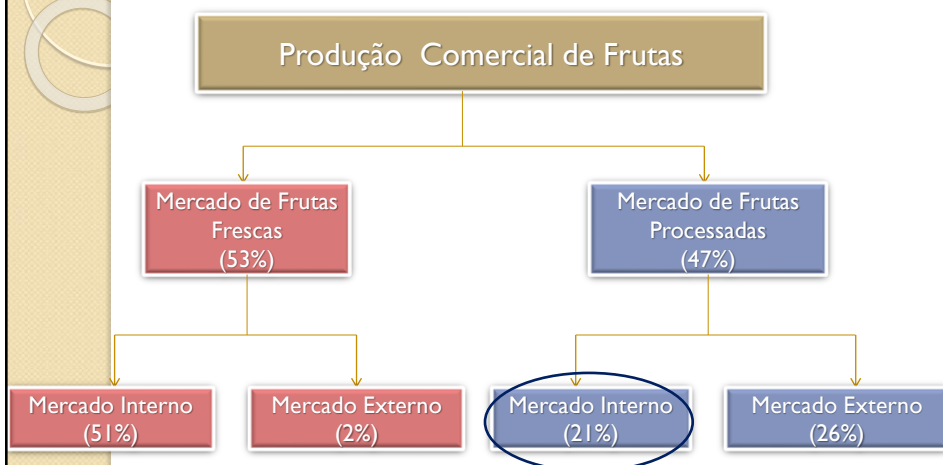 Produção Comercial de Frutas
Mercado de Frutas
Frescas
(53%)
Mercado de Frutas
Processadas
(47%)
Mercado Interno
(51%)
Mercado Externo
(2%)
Mercado Interno
(21%)
Mercado Externo
(26%)